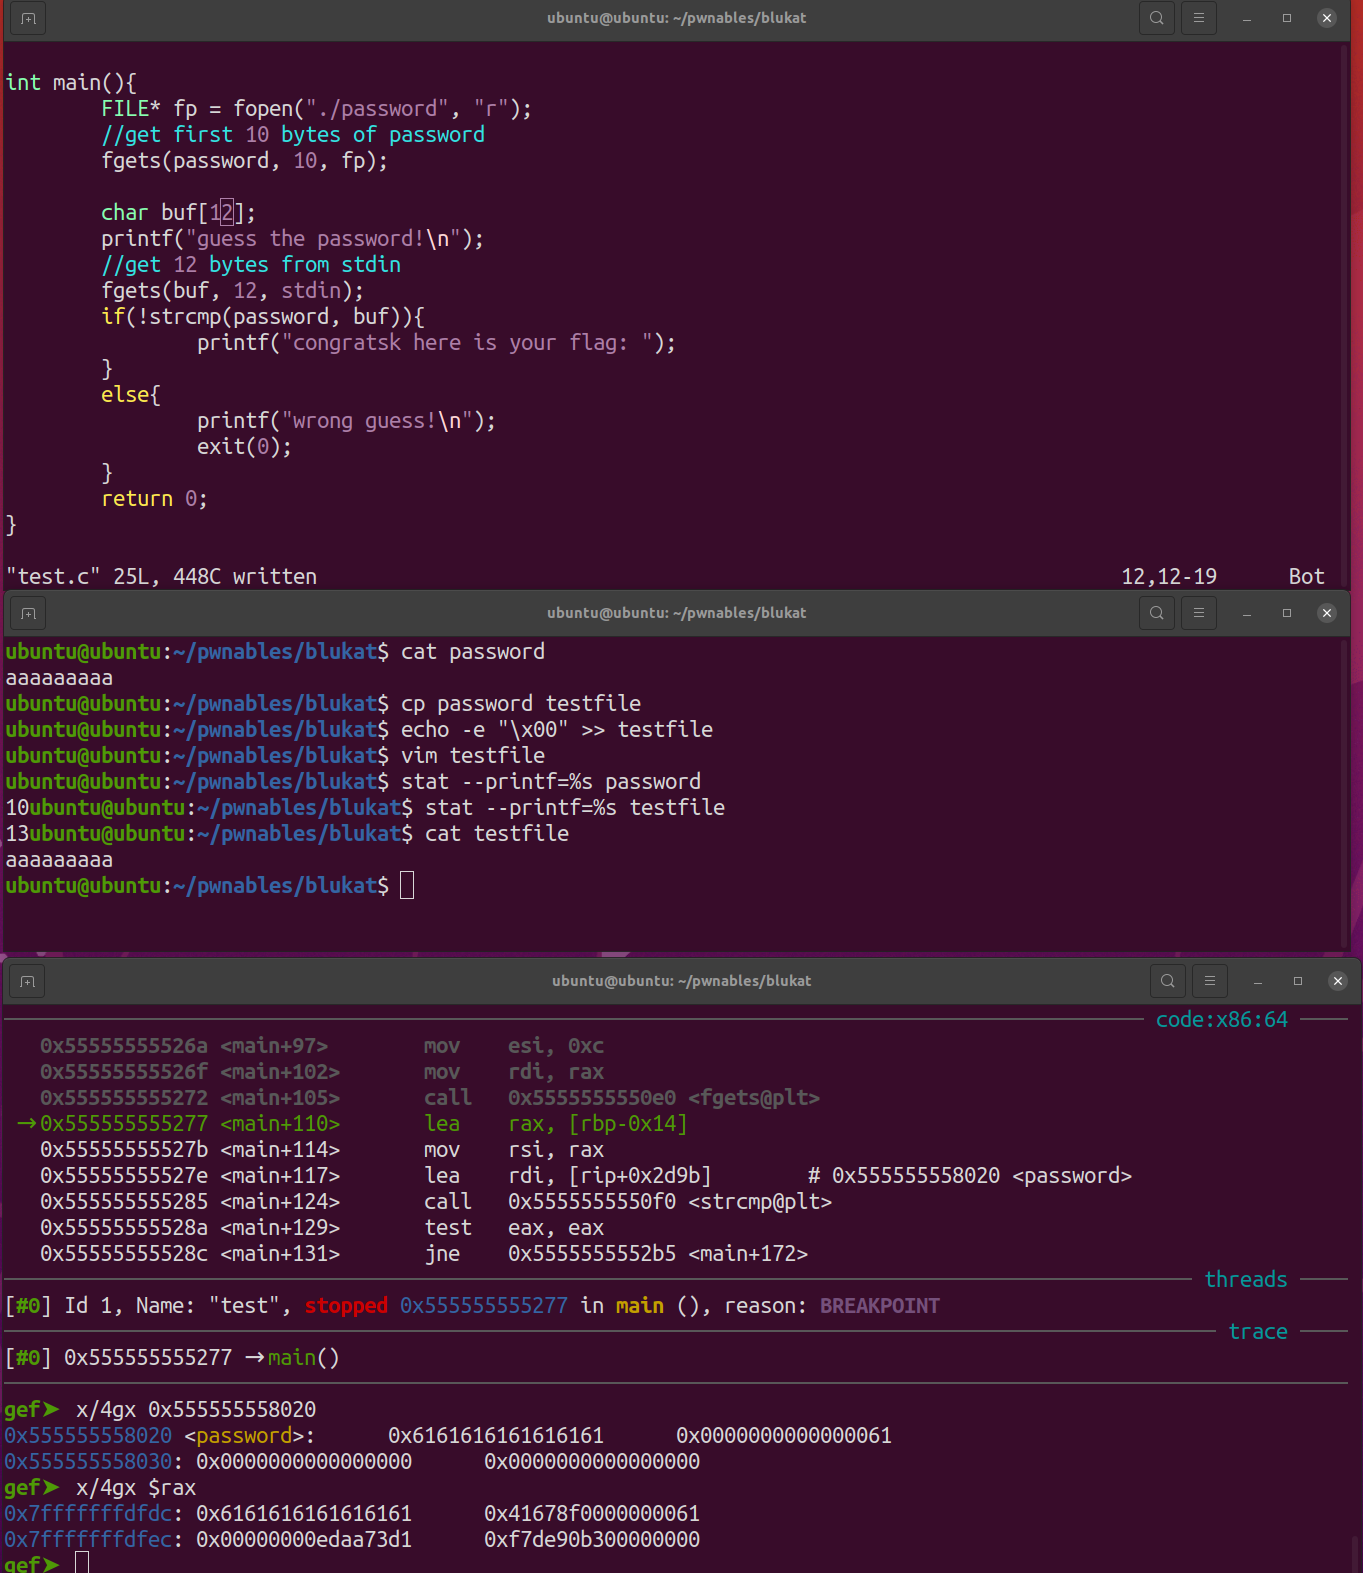 ubuntu@ubuntu: ~/pwnables/blukat
int main(){
FILE* fp = fopen("./password", "r");
//get first 10 bytes of password
fgets(password, 10, fp);
char buf[12];
printf("guess the password!\n");
//get 12 bytes from stdin
fgets(buf, 12, stdin);
if(!strcmp(password, buf)){
printf("congratsk here is your flag: ");
}
else{
printf("wrong guess!\n");
exit(0);
}
return 0;
}
"test.c" 25L, 448C written 12,12-19 Bot
ubuntu@ubuntu: ~/pwnables/blukat
ubuntu@ubuntu:~/pwnables/blukat$ cat password
aaaaaaaaa
ubuntu@ubuntu:~/pwnables/blukat$ cp password testfile
ubuntu@ubuntu:~/pwnables/blukat$ echo -e "\x00" >> testfile
ubuntu@ubuntu:~/pwnables/blukat$ vim testfile
ubuntu@ubuntu:~/pwnables/blukat$ stat --printf=%s password
10ubuntu@ubuntu:~/pwnables/blukat$ stat --printf=%s testfile
13ubuntu@ubuntu:~/pwnables/blukat$ cat testfile
aaaaaaaaa
ubuntu@ubuntu:~/pwnables/blukat$
ubuntu@ubuntu: ~/pwnables/blukat
code:x86:64
0x55555555526a <main+97> mov esi, 0xc
0x55555555526f <main+102> mov rdi, rax
0x555555555272 <main+105> call 0x5555555550e0 <fgets@plt>
→0x555555555277 <main+110> lea rax, [rbp-0x14]
0x55555555527b <main+114> mov rsi, rax
0x55555555527e <main+117> lea rdi, [rip+0x2d9b] # 0x555555558020 <password>
0x555555555285 <main+124> call 0x5555555550f0 <strcmp@plt>
0x55555555528a <main+129> test eax, eax
0x55555555528c <main+131> jne 0x5555555552b5 <main+172>
threads
[#0] Id 1, Name: "test", stopped 0x555555555277 in main (), reason: BREAKPOINT
trace
[#0] 0x555555555277 →main()
gef➤ x/4gx 0x555555558020
0x555555558020 <password>: 0x6161616161616161 0x0000000000000061
0x555555558030: 0x0000000000000000 0x0000000000000000
gef➤ x/4gx $rax
0x7fffffffdfdc: 0x6161616161616161 0x41678f0000000061
0x7fffffffdfec: 0x00000000edaa73d1 0xf7de90b300000000
gef➤